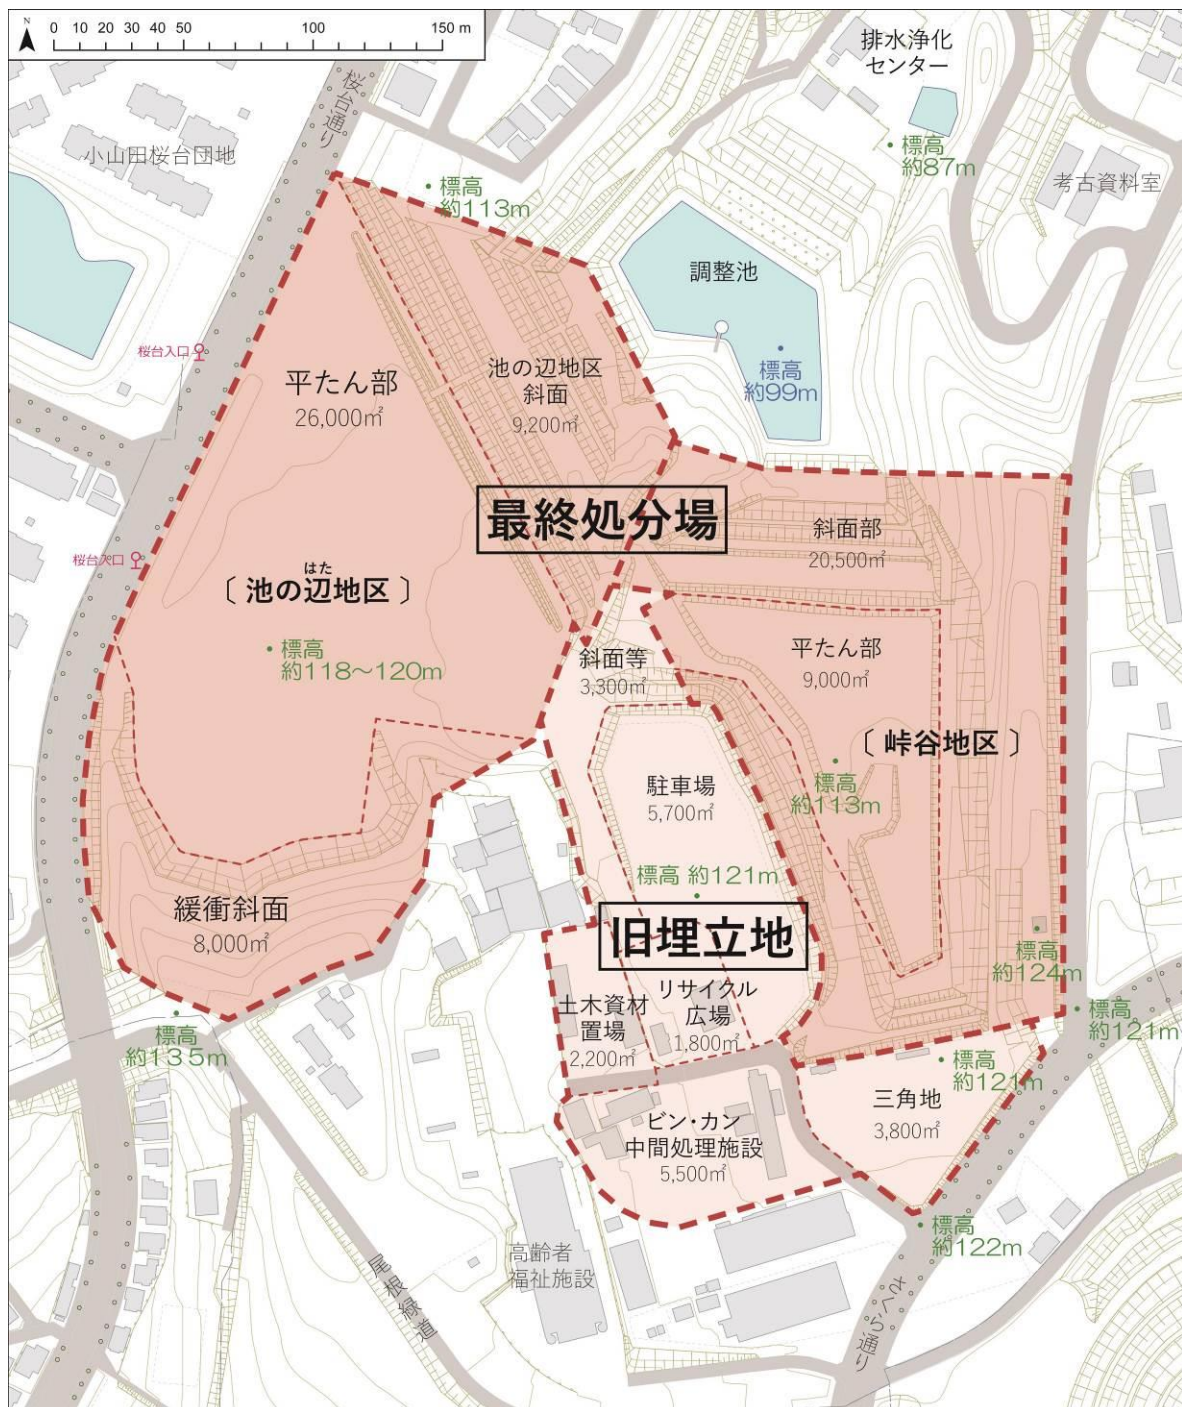 N
0 10 20 30 40 50 100 150 m
桜台通り
小山田桜台団地
排水浄化
センター
標高
約87m
考古資料室
標高
約113m
調整池
標高
約99m
桜台入口
平たん部
26,000㎡
池の辺地区
斜面
9,200㎡
最終処分場
斜面部
20,500㎡
桜台入口
はた
〔 池の辺地区 〕
標高
約118〜120m
斜面等
3,300㎡
平たん部
9,000㎡
〔 峠谷地区 〕
標高
約113m
駐車場
5,700㎡
標高 約121m
旧埋立地
緩衝斜面
8,000㎡
標高
約124m
土木資材
置場
2,200㎡
リサイクル
広場
1,800㎡
標高
約135m
標高
約121m
標高
約121m
三角地
3,800㎡
ビン・カン
中間処理施設
5,500㎡
標高
約122m
高齢者
福祉施設
尾根緑道
さくら通り